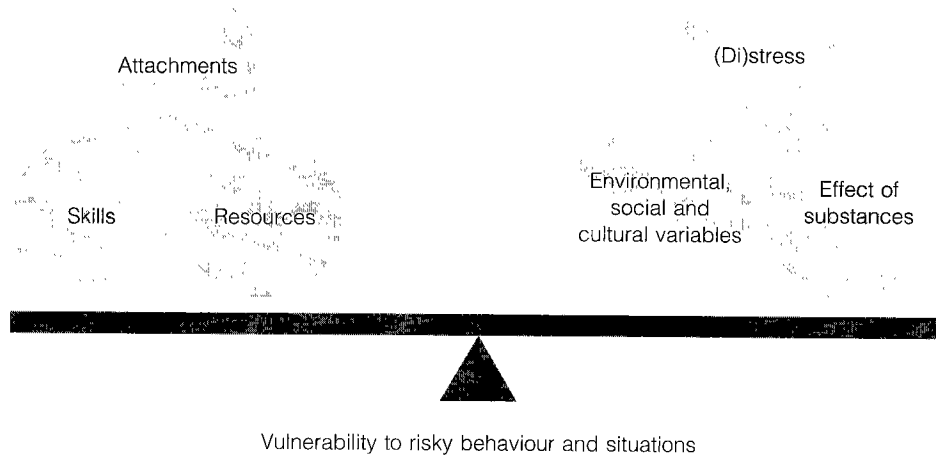 Attachments
(Di)stress
Skills
Resources
Environmental,
social and
cultural variables
Effect of
substances
Vulnerability to risky behaviour and situations